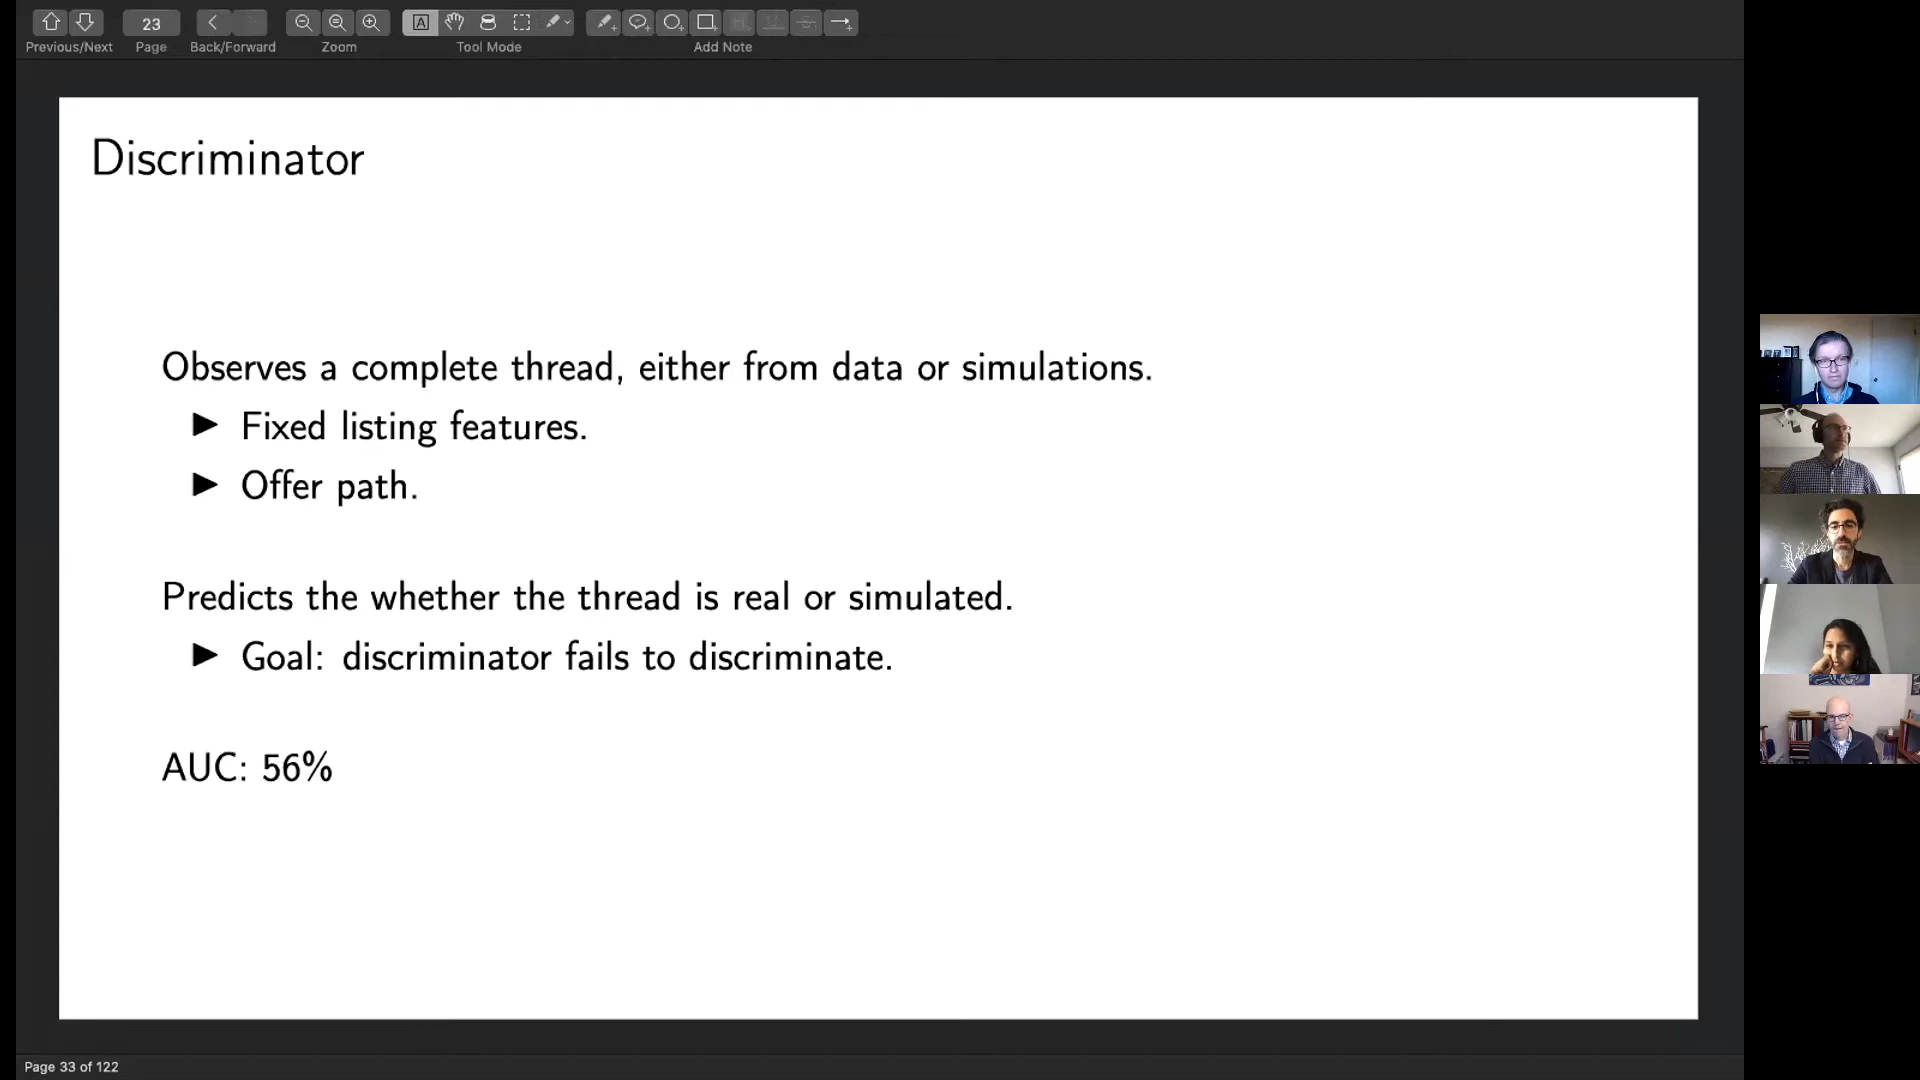 23
Previous/Next
Page
Back/Forward
Zoom
Tool Mode
Add Note
Discriminator
Observes a complete thread, either from data or simulations.
▶ Fixed listing features.
▶ Offer path.
Predicts the whether the thread is real or simulated.
▶ Goal: discriminator fails to discriminate.
AUC: 56%
Page 33 of 122